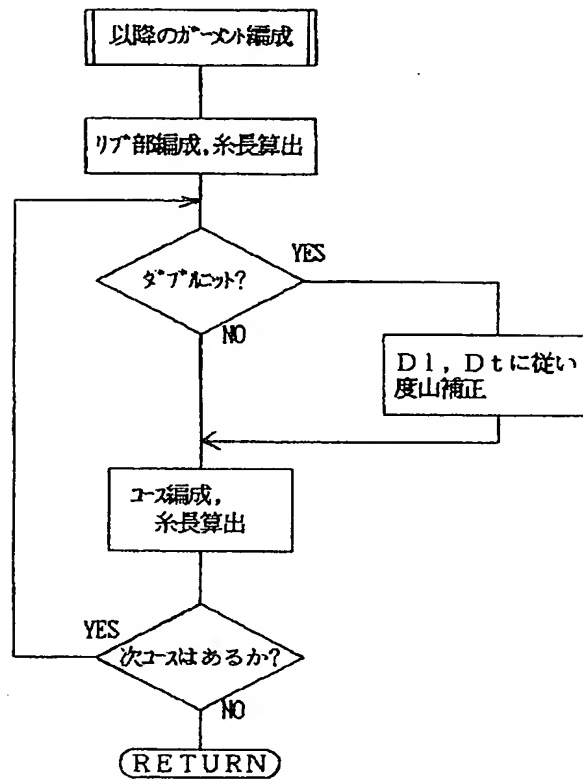 以降のガーメント編成
リブ部編成,糸長算出
ダブルニット?
YES
NO
Dl,Dtに従い
度山補正
コース編成,
糸長算出
YES
次コースはあるか?
NO
RETURN